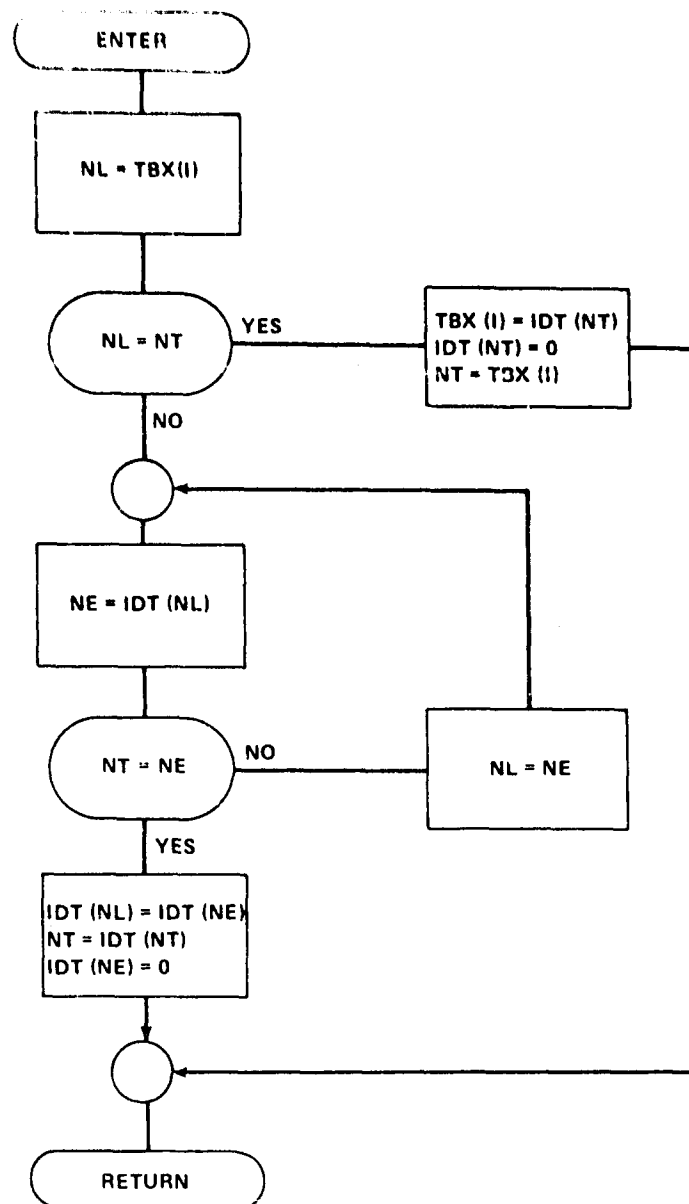 ENTER
NL = TBX(I)
NL = NT
YES
TBX (I) = IDT (NT)
IDT (NT) = 0
NT = TBX (I)
NO
NE = IDT (NL)
NT = NE
NO
NL = NE
YES
IDT (NL) = IDT (NE)
NT = IDT (NT)
IDT (NE) = 0
RETURN